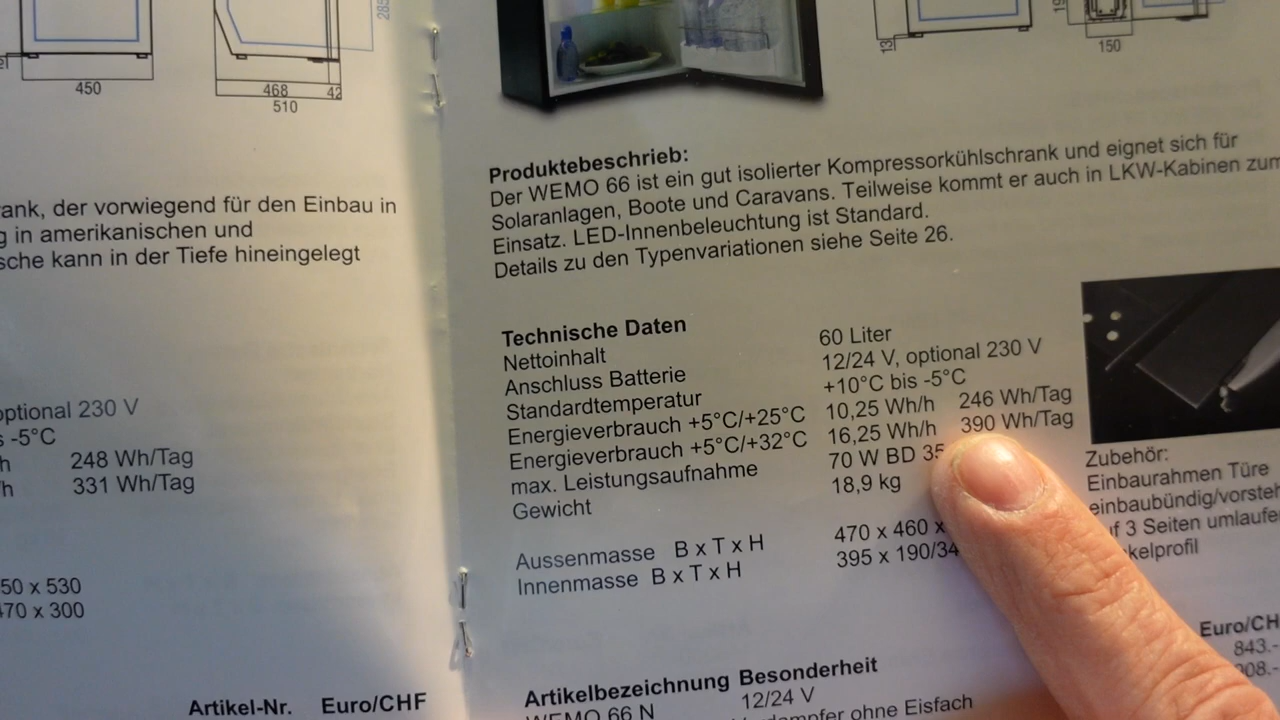 450
468
42
510
285
rank, der vorwiegend für den Einbau in
g in amerikanischen und
sche kann in der Tiefe hineingelegt
optional 230 V
s -5°C
h 248 Wh/Tag
/h 331 Wh/Tag
50 x 530
470 x 300
Artikel-Nr. Euro/CHF
13
150
Produktebeschrieb:
Der WEMO 66 ist ein gut isolierter Kompressorkühlschrank und eignet sich für
Solaranlagen, Boote und Caravans. Teilweise kommt er auch in LKW-Kabinen zum
Einsatz. LED-Innenbeleuchtung ist Standard.
Details zu den Typenvariationen siehe Seite 26.
Technische Daten
Nettoinhalt 60 Liter
Anschluss Batterie 12/24 V, optional 230 V
Standardtemperatur +10°C bis -5°C
Energieverbrauch +5°C/+25°C 10,25 Wh/h 246 Wh/Tag
Energieverbrauch +5°C/+32°C 16,25 Wh/h 390 Wh/Tag
max. Leistungsaufnahme 70 W BD 35
Gewicht 18,9 kg
Aussenmasse B x T x H 470 x 460 x
Innenmasse B x T x H 395 x 190/34
Zubehör:
Einbaurahmen Türe
einbaubündig/vorsteh
uf 3 Seiten umlaufe
kelprofil
Euro/CH
843.-
908.-
Artikelbezeichnung Besonderheit
WEMO 66 N 12/24 V
Verdampfer ohne Eisfach